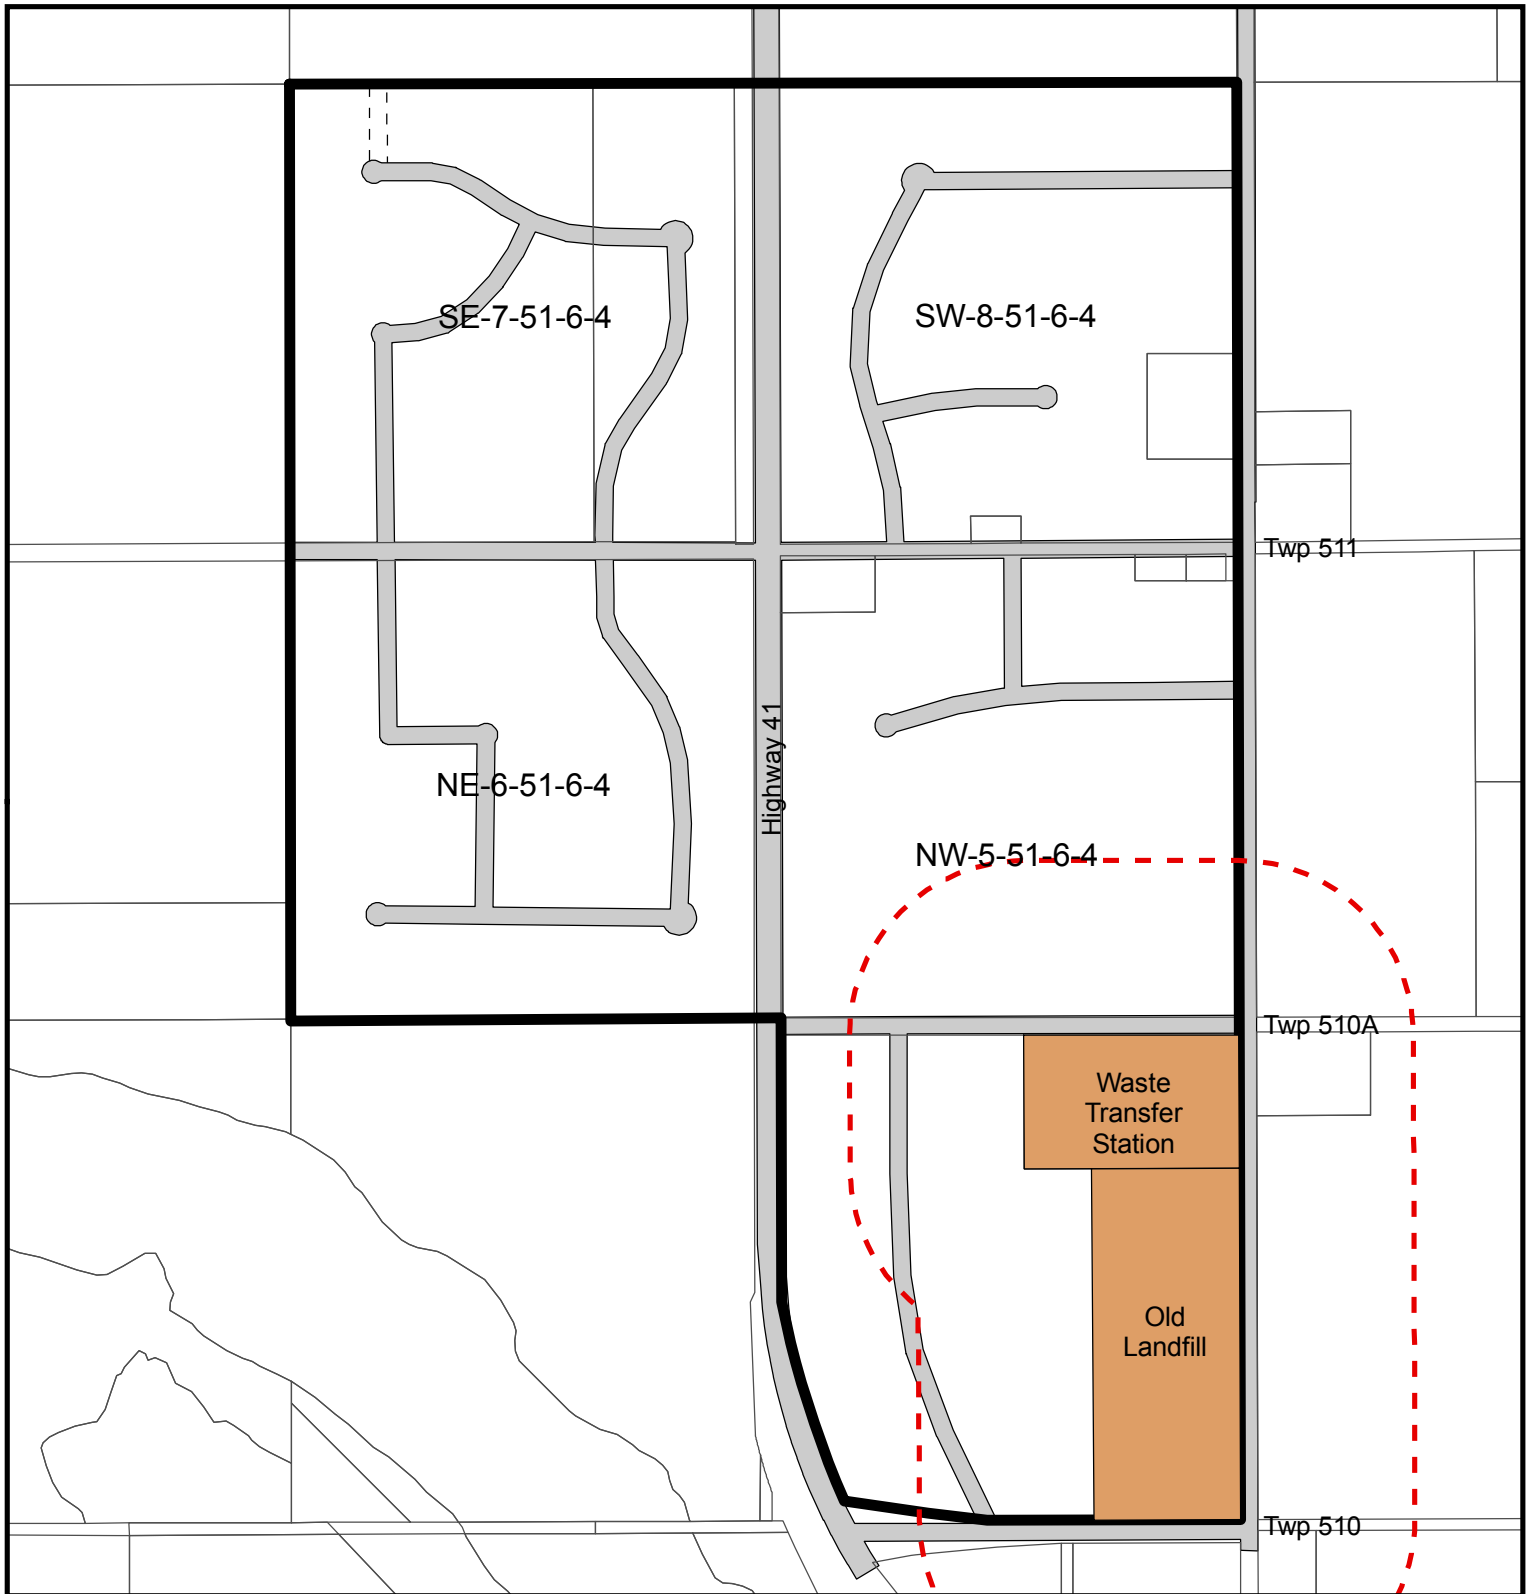 SE-7-51-6-4
SW-8-51-6-4
Twp 511
Highway 41
NE-6-51-6-4
NW-5-51-6-4
Twp 510A
Waste
Transfer
Station
Old
Landfill
Twp 510